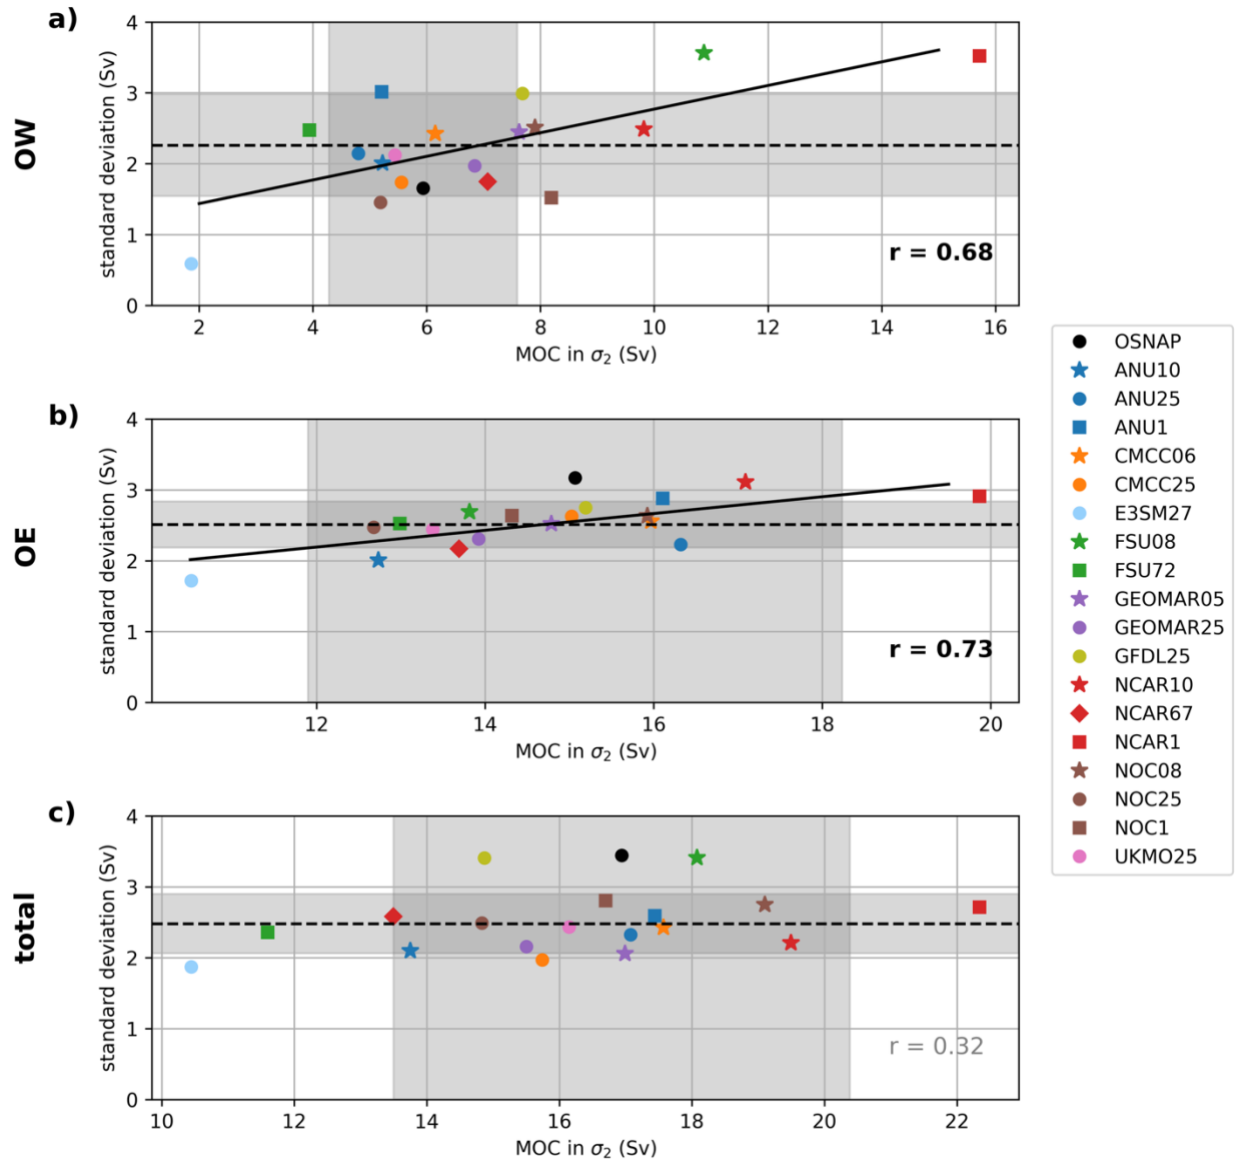 a)
OW
standard deviation (Sv)
4
3
2
1
0
r = 0.68
2 4 6 8 10 12 14 16
MOC in σ₂ (Sv)
b)
OE
standard deviation (Sv)
4
3
2
1
0
r = 0.73
12 14 16 18 20
MOC in σ₂ (Sv)
c)
total
standard deviation (Sv)
4
3
2
1
0
r = 0.32
10 12 14 16 18 20 22
MOC in σ₂ (Sv)
OSNAP
ANU10
ANU25
ANU1
CMCC06
CMCC25
E3SM27
FSU08
FSU72
GEOMAR05
GEOMAR25
GFDL25
NCAR10
NCAR67
NCAR1
NOC08
NOC25
NOC1
UKMO25